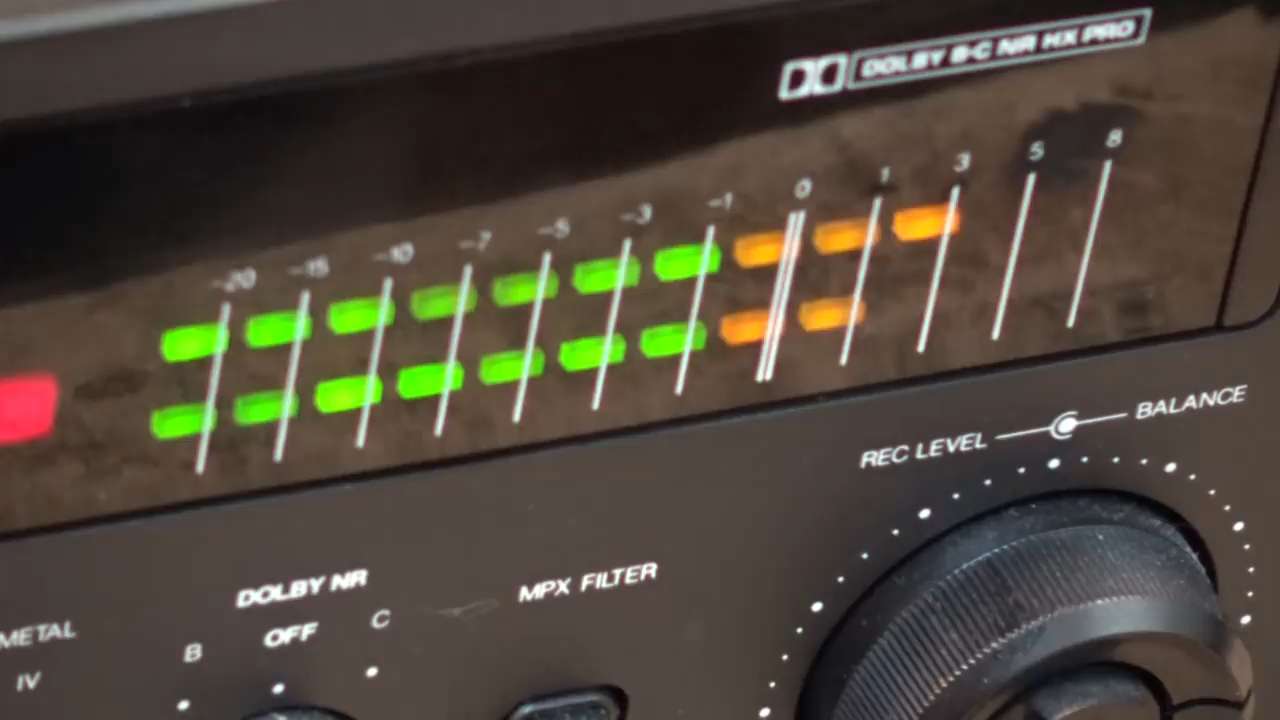 DOLBY B-C NR HX PRO
-20 -15 -10 -7 -5 -3 -1 0 1 3 5 8
REC LEVEL BALANCE
DOLBY NR
MPX FILTER
METAL
B OFF C
IV